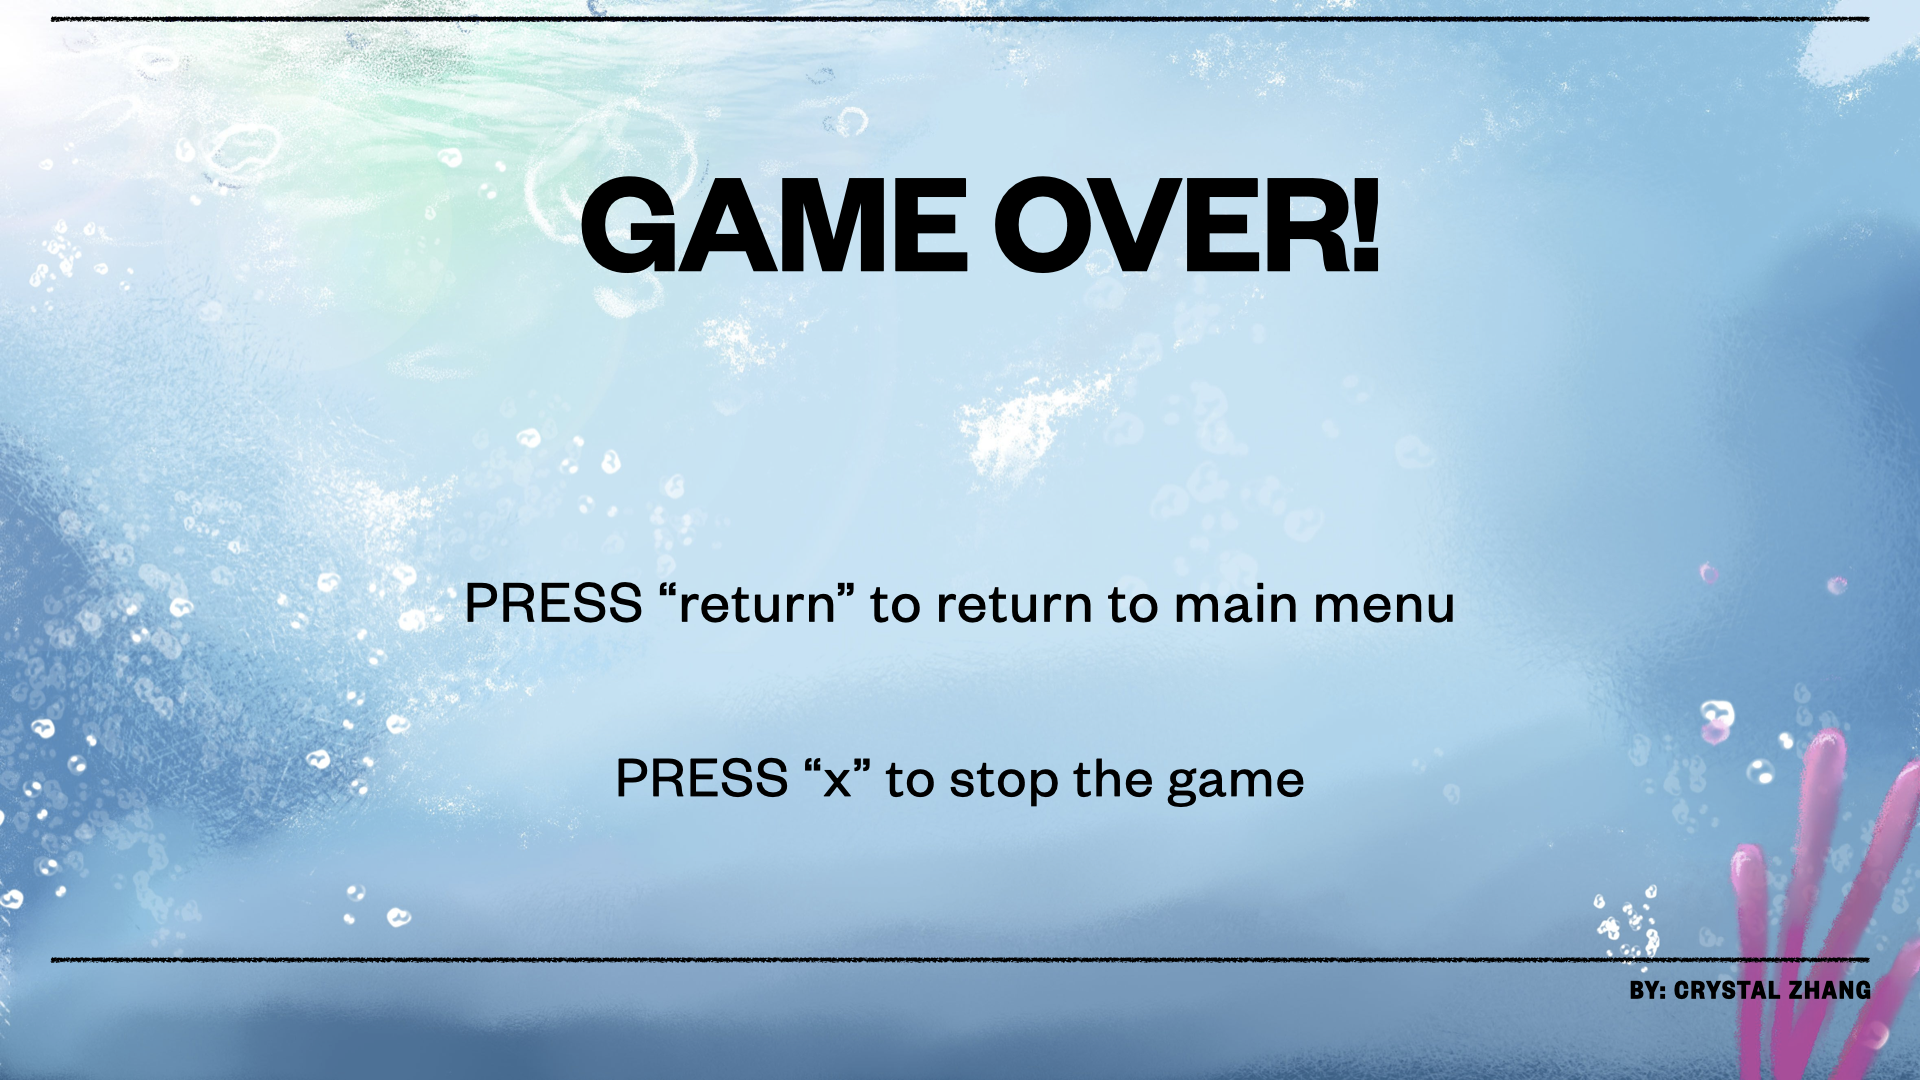 GAME OVER!
PRESS “return” to return to main menu
PRESS “x” to stop the game
BY: CRYSTAL ZHANG